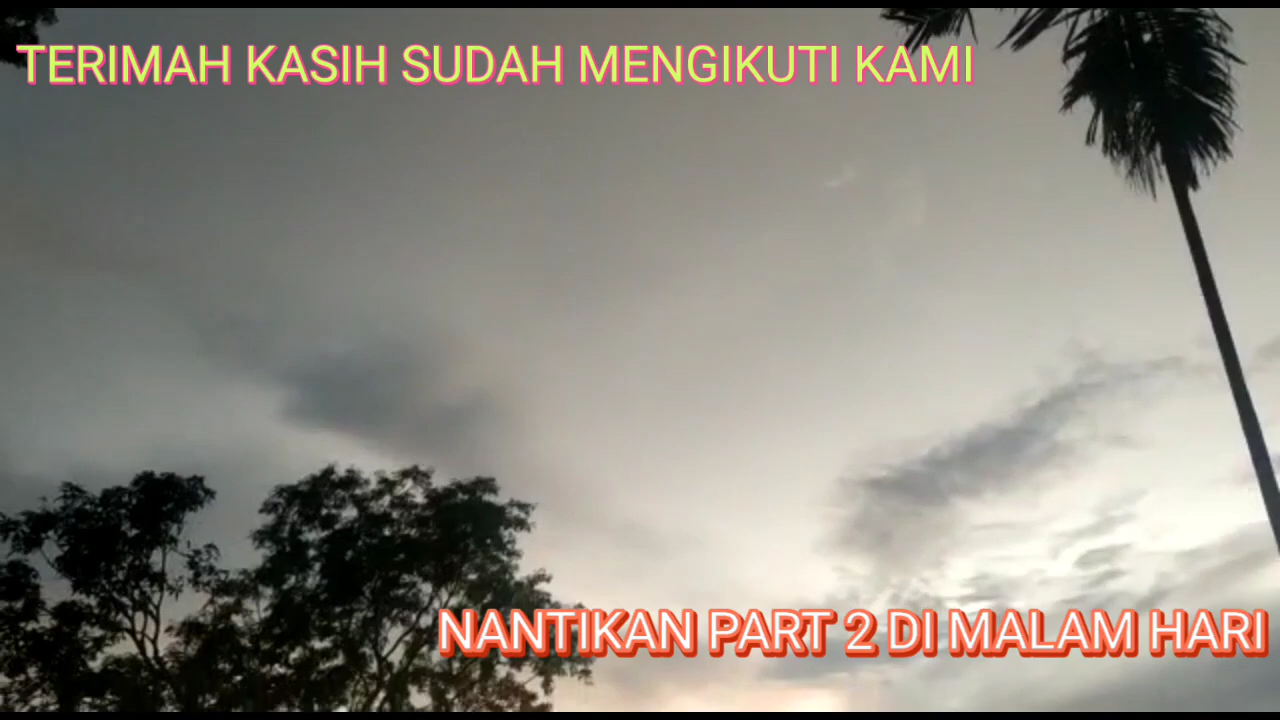 TERIMAH KASIH SUDAH MENGIKUTI KAMI
NANTIKAN PART 2 DI MALAM HARI